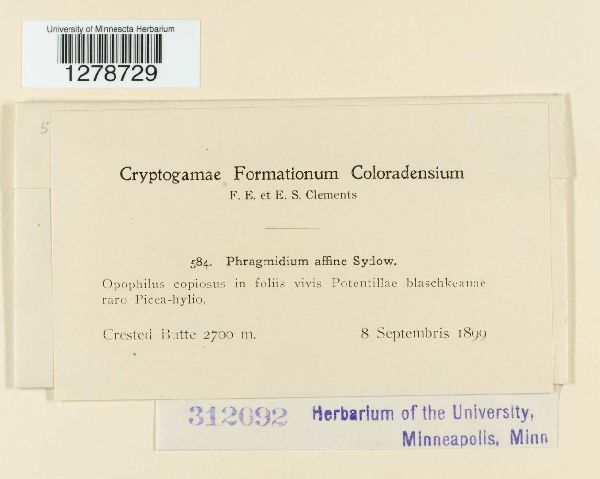 University of Minnesota Herbarium
1278729
5
Cryptogamae Formationum Coloradensium
F. E. et E. S. Clements
584. Phragmidium affine Sydow.
Opophilus copiosus in foliis vivis Potentillae blaschkeanae
raro Picea-hylio.
Crested Butte 2700 m. 8 Septembris 1899
312092 Herbarium of the University,
Minneapolis, Minn